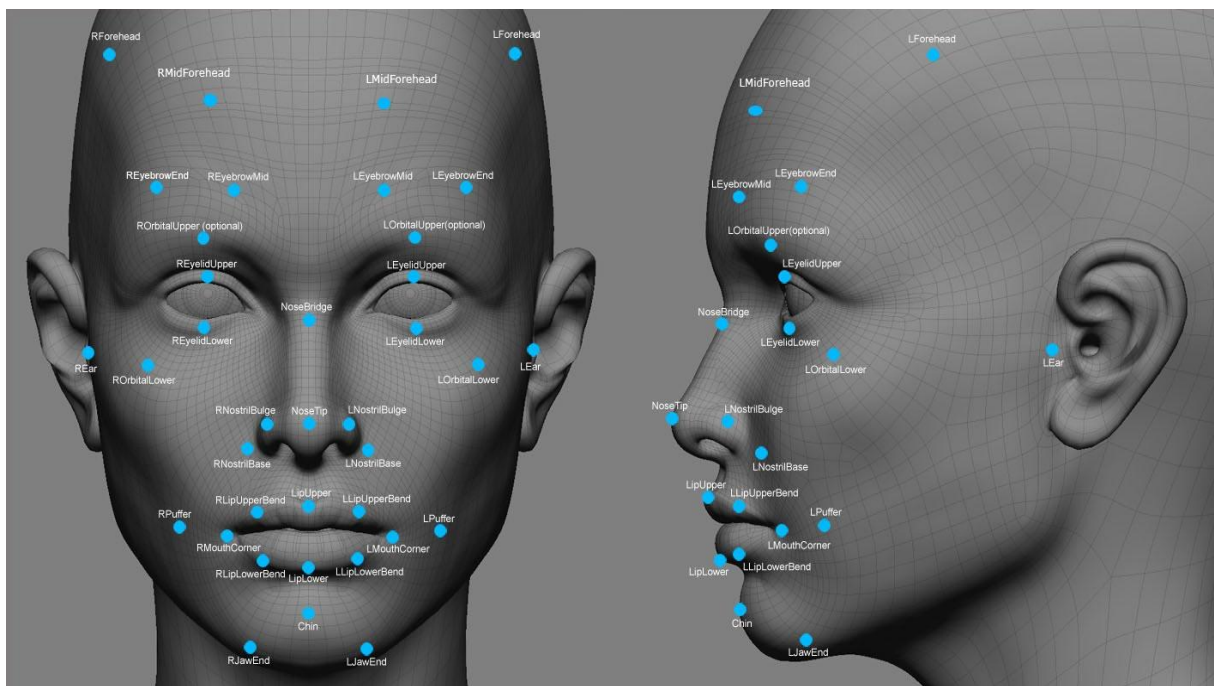 RForehead
LForehead
RMidForehead
LMidForehead
REyebrowEnd
REyebrowMid
LEyebrowMid
LEyebrowEnd
ROrbitalUpper (optional)
LOrbitalUpper(optional)
REyelidUpper
LEyelidUpper
NoseBridge
REyelidLower
LEyelidLower
REar
LEar
ROrbitalLower
LOrbitalLower
RNostrilBulge
NoseTip
LNostrilBulge
RNostrilBase
LNostrilBase
RLipUpperBend
LipUpper
LLipUpperBend
RPuffer
LPuffer
RMouthCorner
LMouthCorner
RLipLowerBend
LipLower
LLipLowerBend
Chin
RJawEnd
LJawEnd
LForehead
LMidForehead
LEyebrowEnd
LEyebrowMid
LOrbitalUpper(optional)
LEyelidUpper
NoseBridge
LEyelidLower
LOrbitalLower
LEar
NoseTip
LNostrilBulge
LNostrilBase
LipUpper
LLipUpperBend
LPuffer
LMouthCorner
LipLower
LLipLowerBend
Chin
LJawEnd